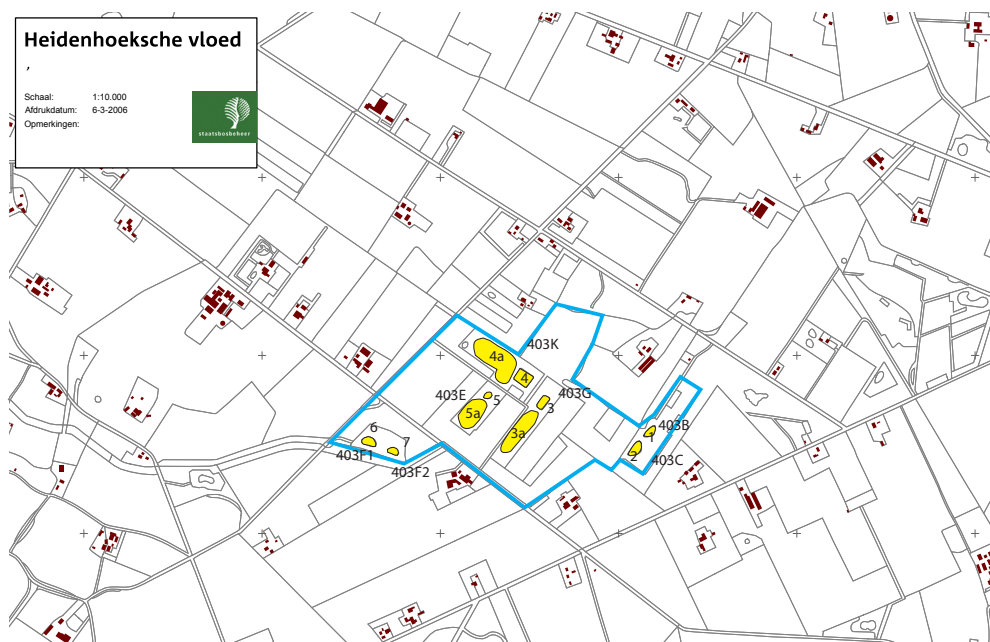 Heidenhoeksche vloed
,
Schaal: 1:10.000
Afdrukdatum: 6-3-2006
Opmerkingen:
staatsbosbeheer
403K
4a
4
403E
5
403G
3
5a
3a
6
7
403F1
403F2
403B
1
2
403C